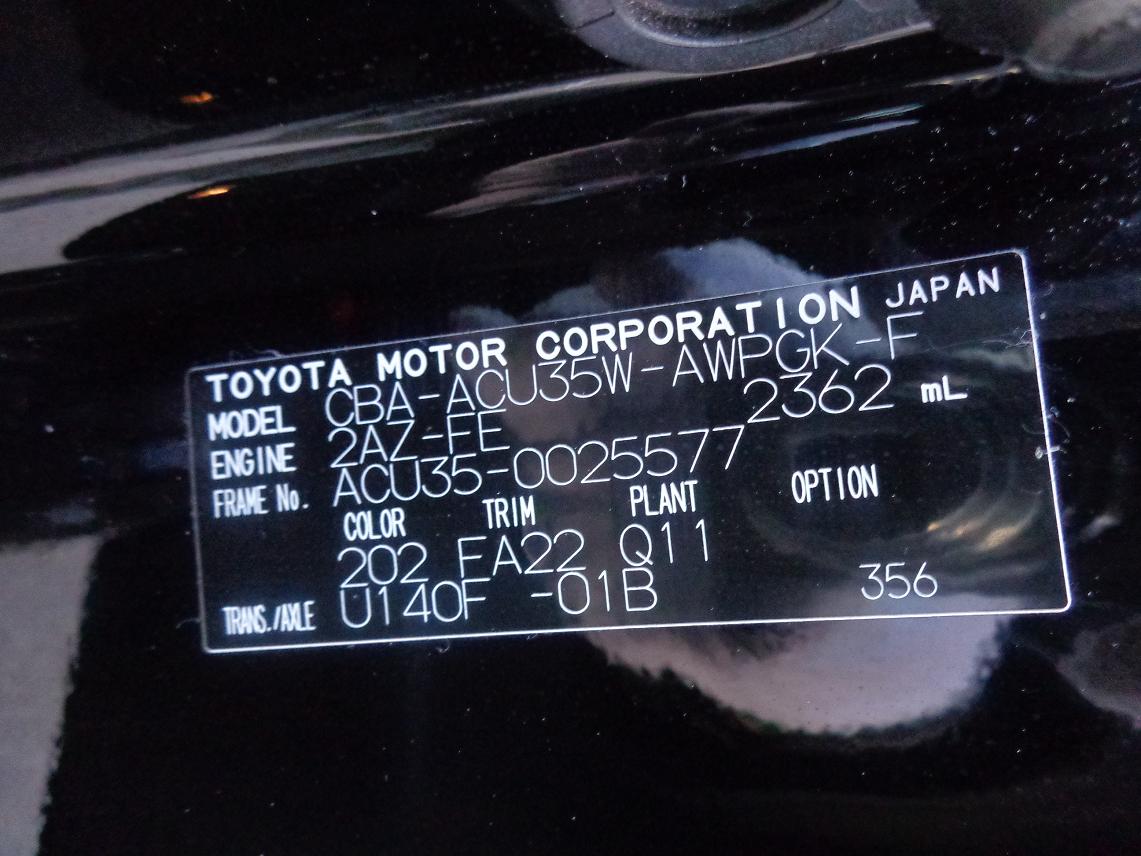 TOYOTA MOTOR CORPORATION JAPAN
MODEL CBA-ACU35W-AWPGK-F
ENGINE 2AZ-FE 2362 mL
FRAME No. ACU35-0025577
COLOR TRIM PLANT OPTION
202 FA22 Q11
TRANS./AXLE U140F -01B 356